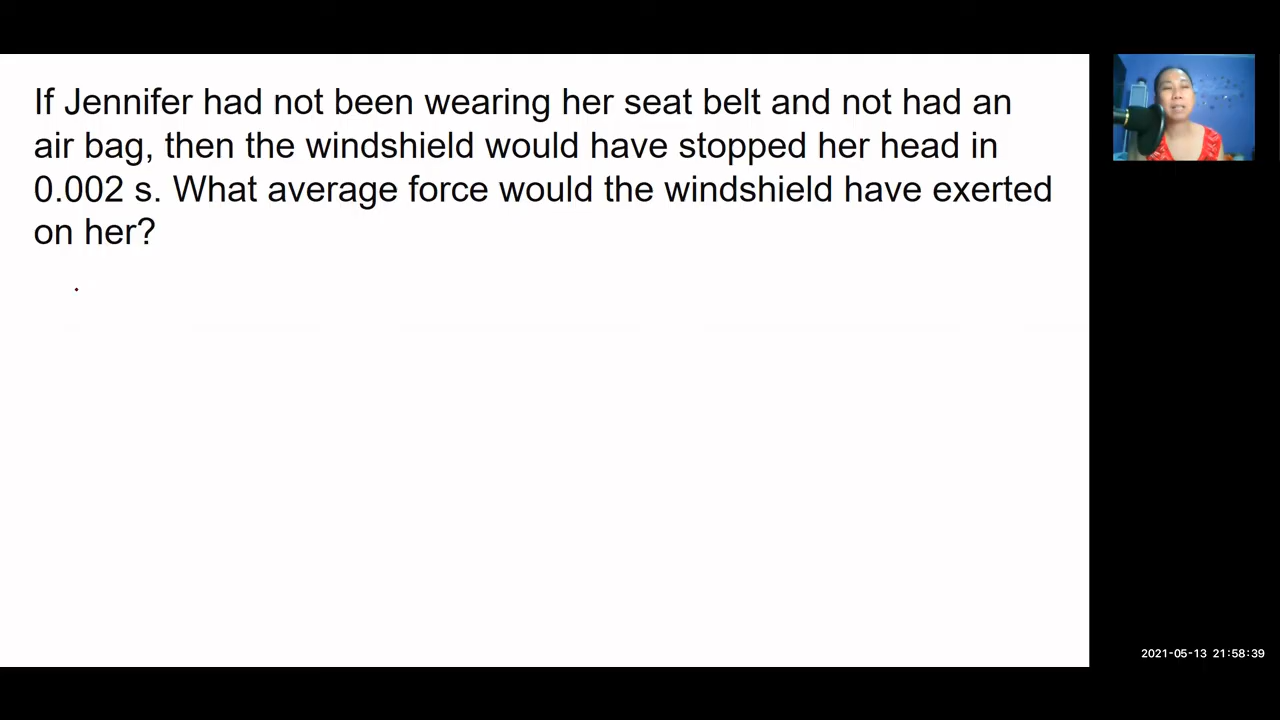 If Jennifer had not been wearing her seat belt and not had an
air bag, then the windshield would have stopped her head in
0.002 s. What average force would the windshield have exerted
on her?
2021-05-13 21:58:39